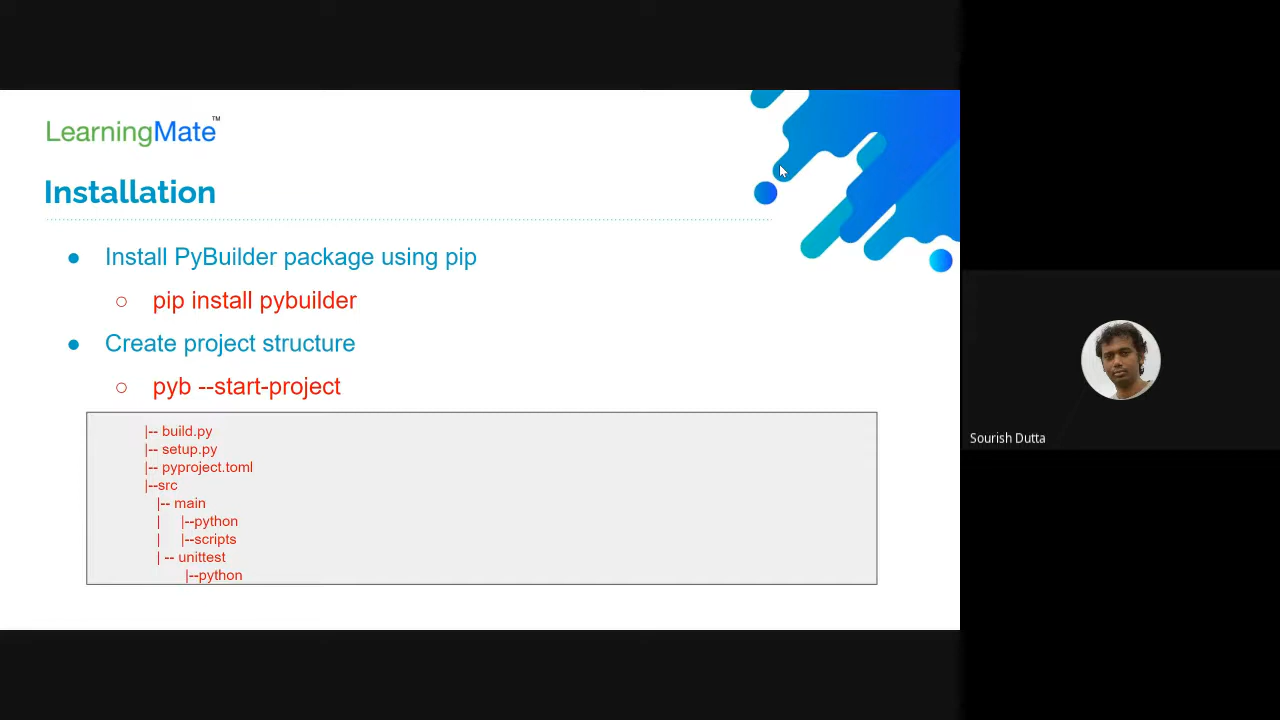 LearningMate™
Installation
● Install PyBuilder package using pip
○ pip install pybuilder
● Create project structure
○ pyb --start-project
|-- build.py
|-- setup.py
|-- pyproject.toml
|--src
|-- main
| |--python
| |--scripts
| -- unittest
|--python
Sourish Dutta